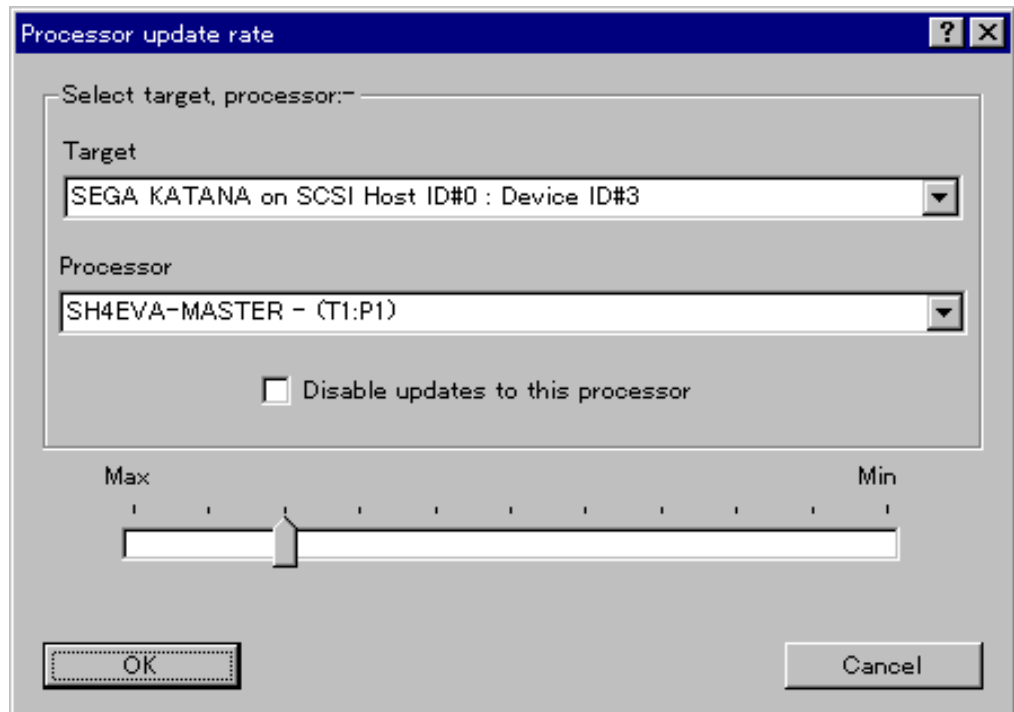 Processor update rate
Select target, processor:-
Target
SEGA KATANA on SCSI Host ID#0 : Device ID#3
Processor
SH4EVA-MASTER - (T1:P1)
Disable updates to this processor
Max Min
OK Cancel